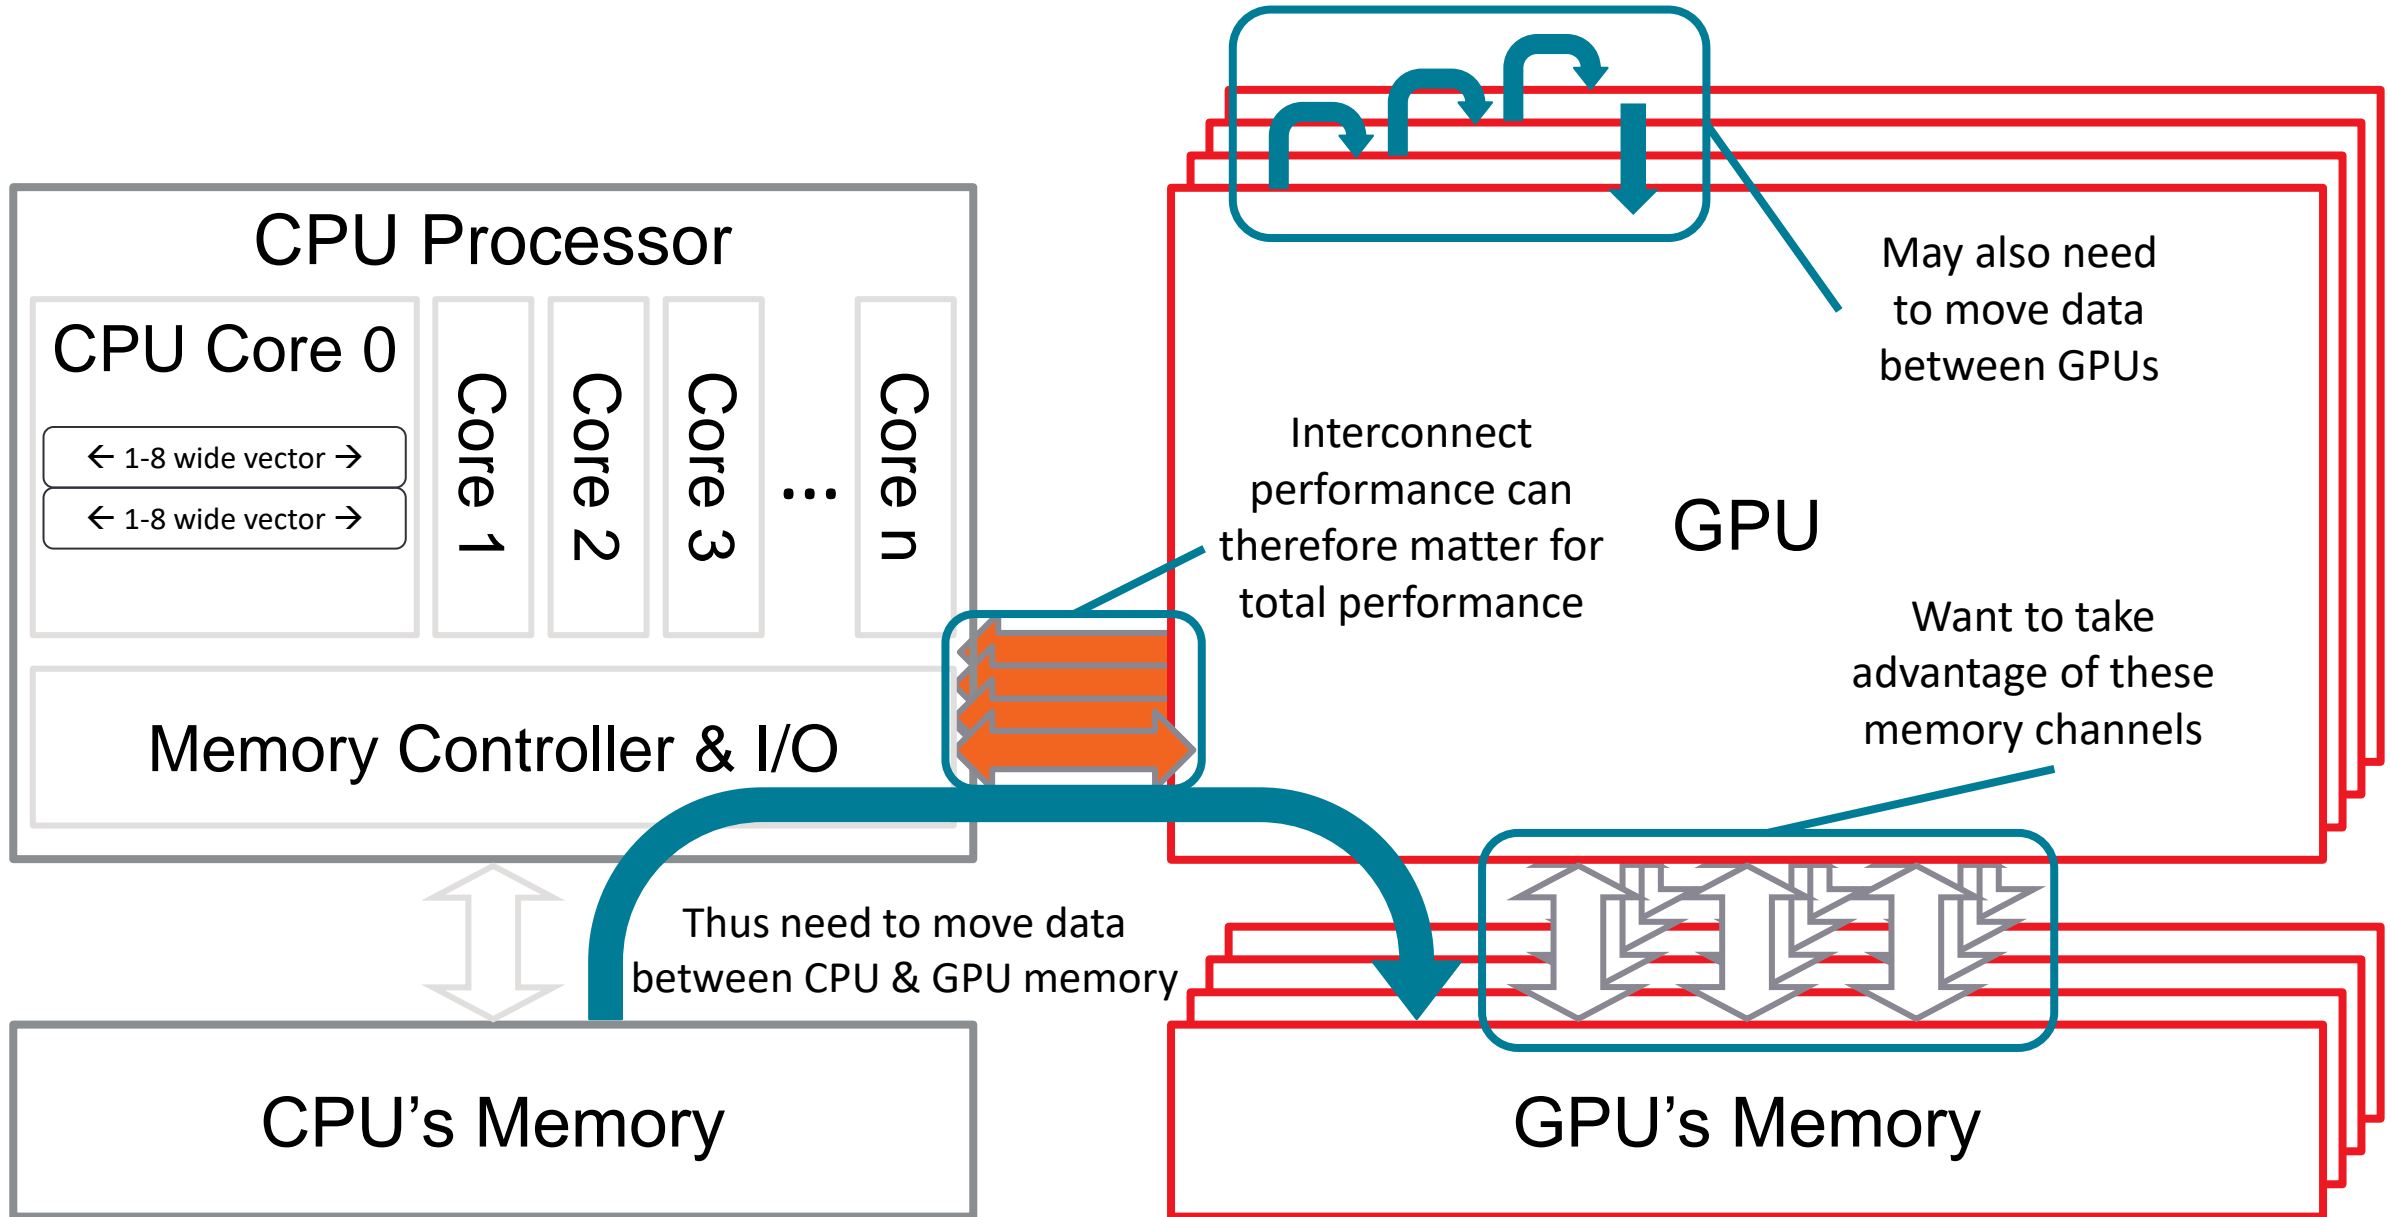 CPU Processor
CPU Core 0
← 1-8 wide vector →
← 1-8 wide vector →
Core 1
Core 2
Core 3
...
Core n
Memory Controller & I/O
Thus need to move data
between CPU & GPU memory
CPU’s Memory
May also need
to move data
between GPUs
Interconnect
performance can
therefore matter for
total performance
GPU
Want to take
advantage of these
memory channels
GPU’s Memory